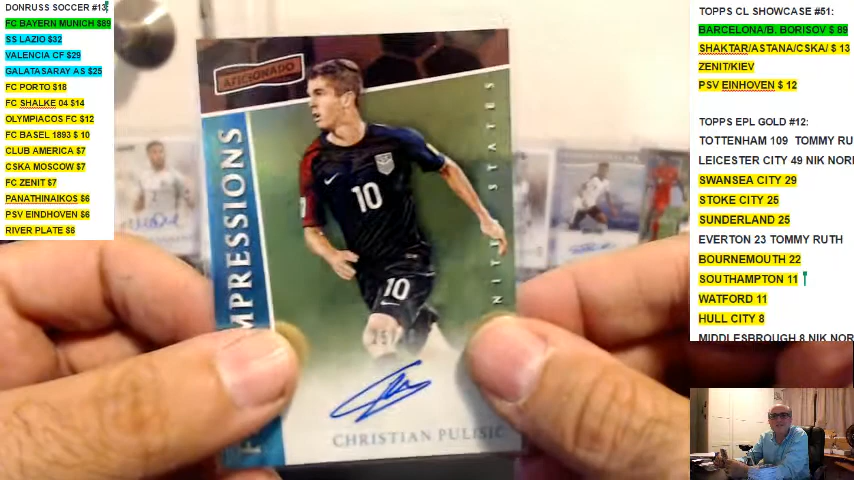 DONRUSS SOCCER #13:
FC BAYERN MUNICH $89
SS LAZIO $32
VALENCIA CF $29
GALATASARAY AS $25
FC PORTO $18
FC SHALKE 04 $14
OLYMPIACOS FC $12
FC BASEL 1893 $ 10
CLUB AMERICA $7
CSKA MOSCOW $7
FC ZENIT $7
PANATHINAIKOS $6
PSV EINDHOVEN $6
RIVER PLATE $6
AFICIONADO
IMPRESSIONS
UNITED STATES
10
10
CHRISTIAN PULISIC
TOPPS CL SHOWCASE #51:
BARCELONA/B. BORISOV $ 89
SHAKTAR/ASTANA/CSKA/ $ 13
ZENIT/KIEV
PSV EINHOVEN $ 12
TOPPS EPL GOLD #12:
TOTTENHAM 109 TOMMY RU
LEICESTER CITY 49 NIK NOR
SWANSEA CITY 29
STOKE CITY 25
SUNDERLAND 25
EVERTON 23 TOMMY RUTH
BOURNEMOUTH 22
SOUTHAMPTON 11
WATFORD 11
HULL CITY 8
MIDDLESBROUGH 8 NIK NOR